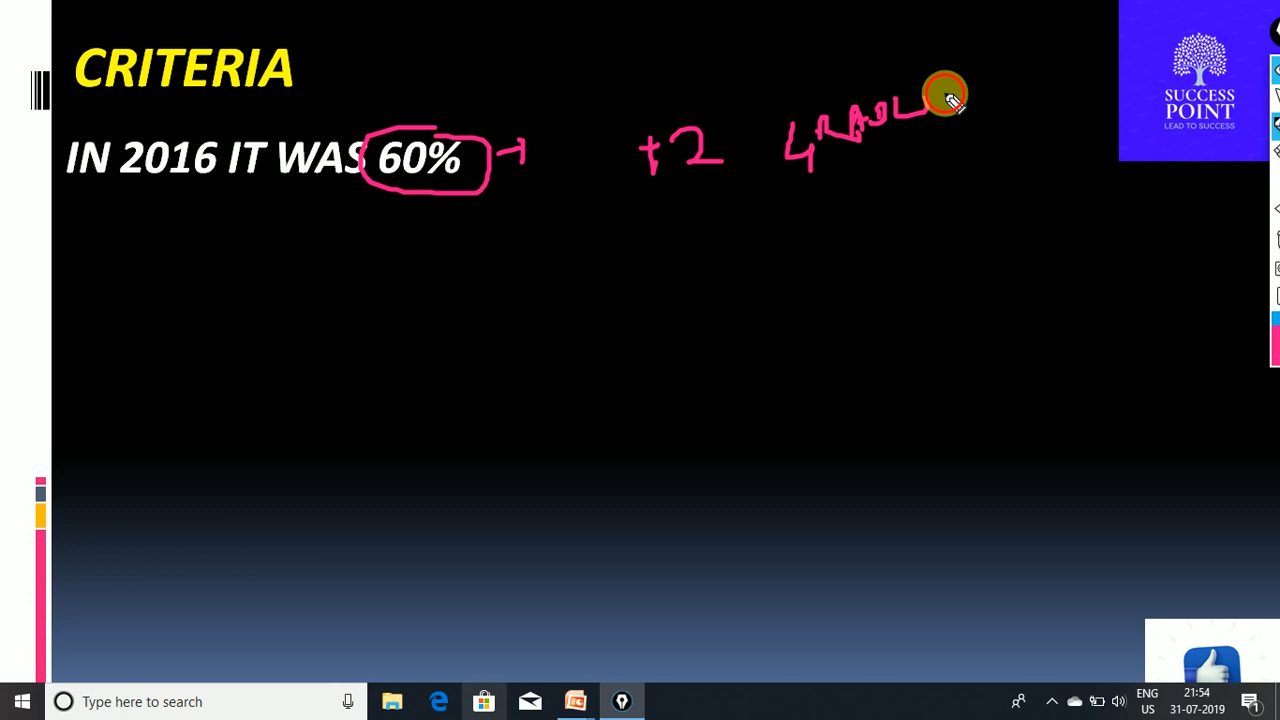 CRITERIA
IN 2016 IT WAS 60% → +2
SUCCESS
POINT
LEAD TO SUCCESS
Type here to search
ENG
US
21:54
31-07-2019
1